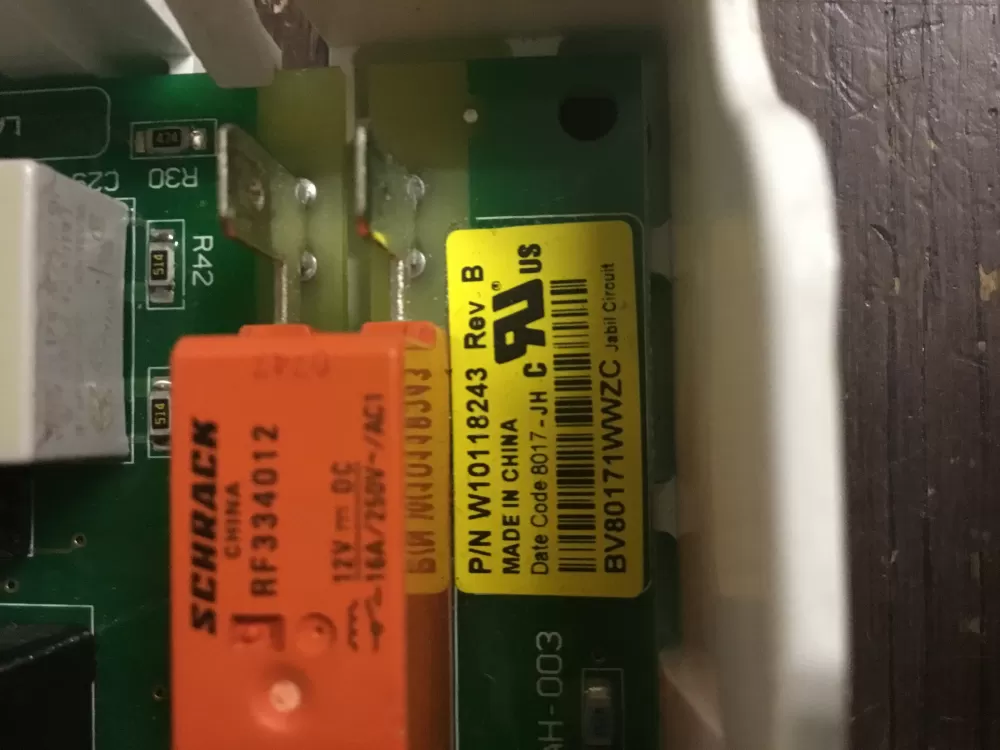 P/N W10118243 Rev B
MADE IN CHINA
Date Code 8017-JH
C US
BV80171WWZC Jabil Circuit
SCHRACK
CHINA
RF334012
12V DC
16A/250V~/AC1
R30
474
R42
514
514
AH-003